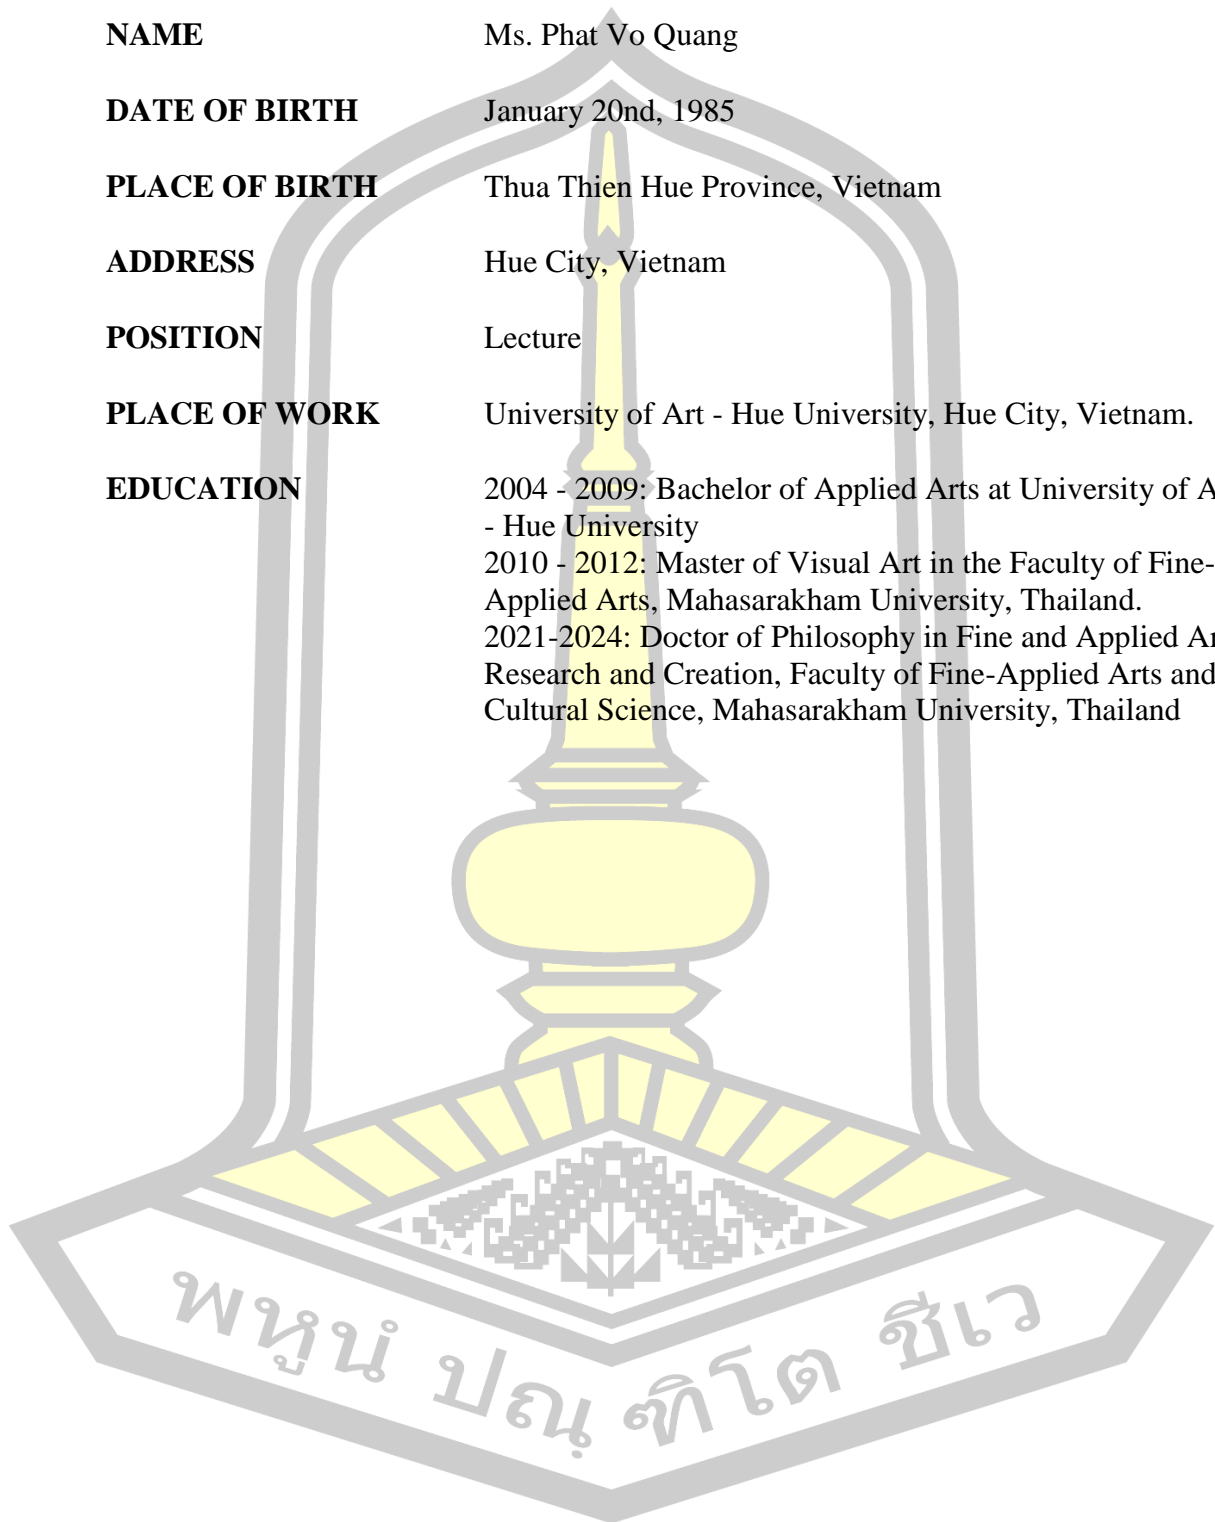 NAME Ms. Phat Vo Quang
DATE OF BIRTH January 20nd, 1985
PLACE OF BIRTH Thua Thien Hue Province, Vietnam
ADDRESS Hue City, Vietnam
POSITION Lecture
PLACE OF WORK University of Art - Hue University, Hue City, Vietnam.
EDUCATION 2004 - 2009: Bachelor of Applied Arts at University of
- Hue University
2010 - 2012: Master of Visual Art in the Faculty of Fine-
Applied Arts, Mahasarakham University, Thailand.
2021-2024: Doctor of Philosophy in Fine and Applied
Research and Creation, Faculty of Fine-Applied Arts and
Cultural Science, Mahasarakham University, Thailand
พหูนํ ปณฺฑิโต ชีเว